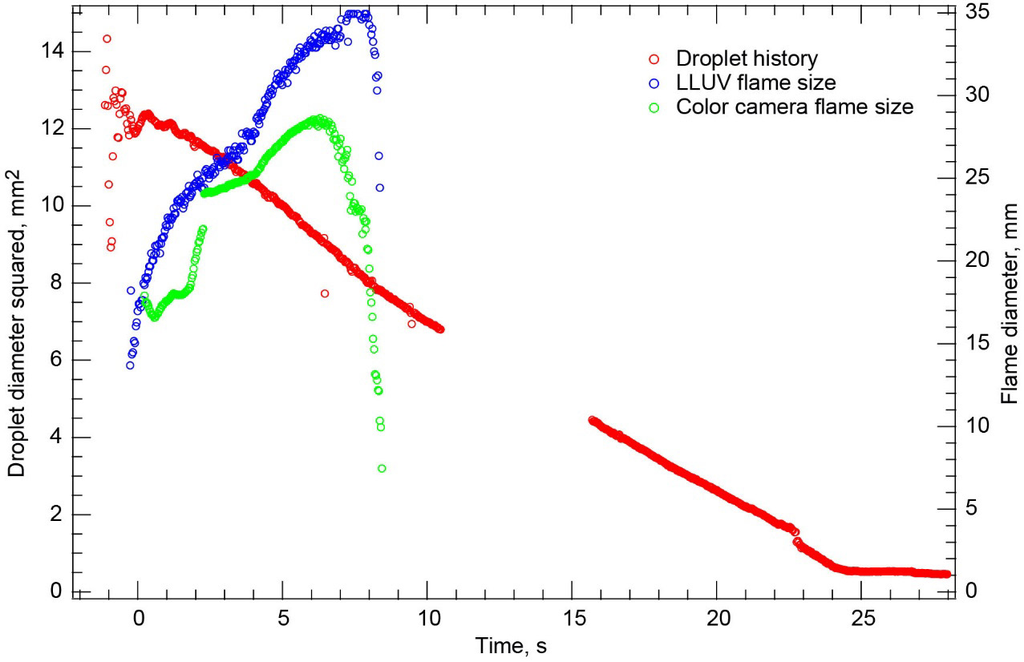 Droplet history
LLUV flame size
Color camera flame size
Droplet diameter squared, mm2
14
12
10
8
6
4
2
0
35
30
25
20
15
10
5
0
Flame diameter, mm
0 5 10 15 20 25
Time, s